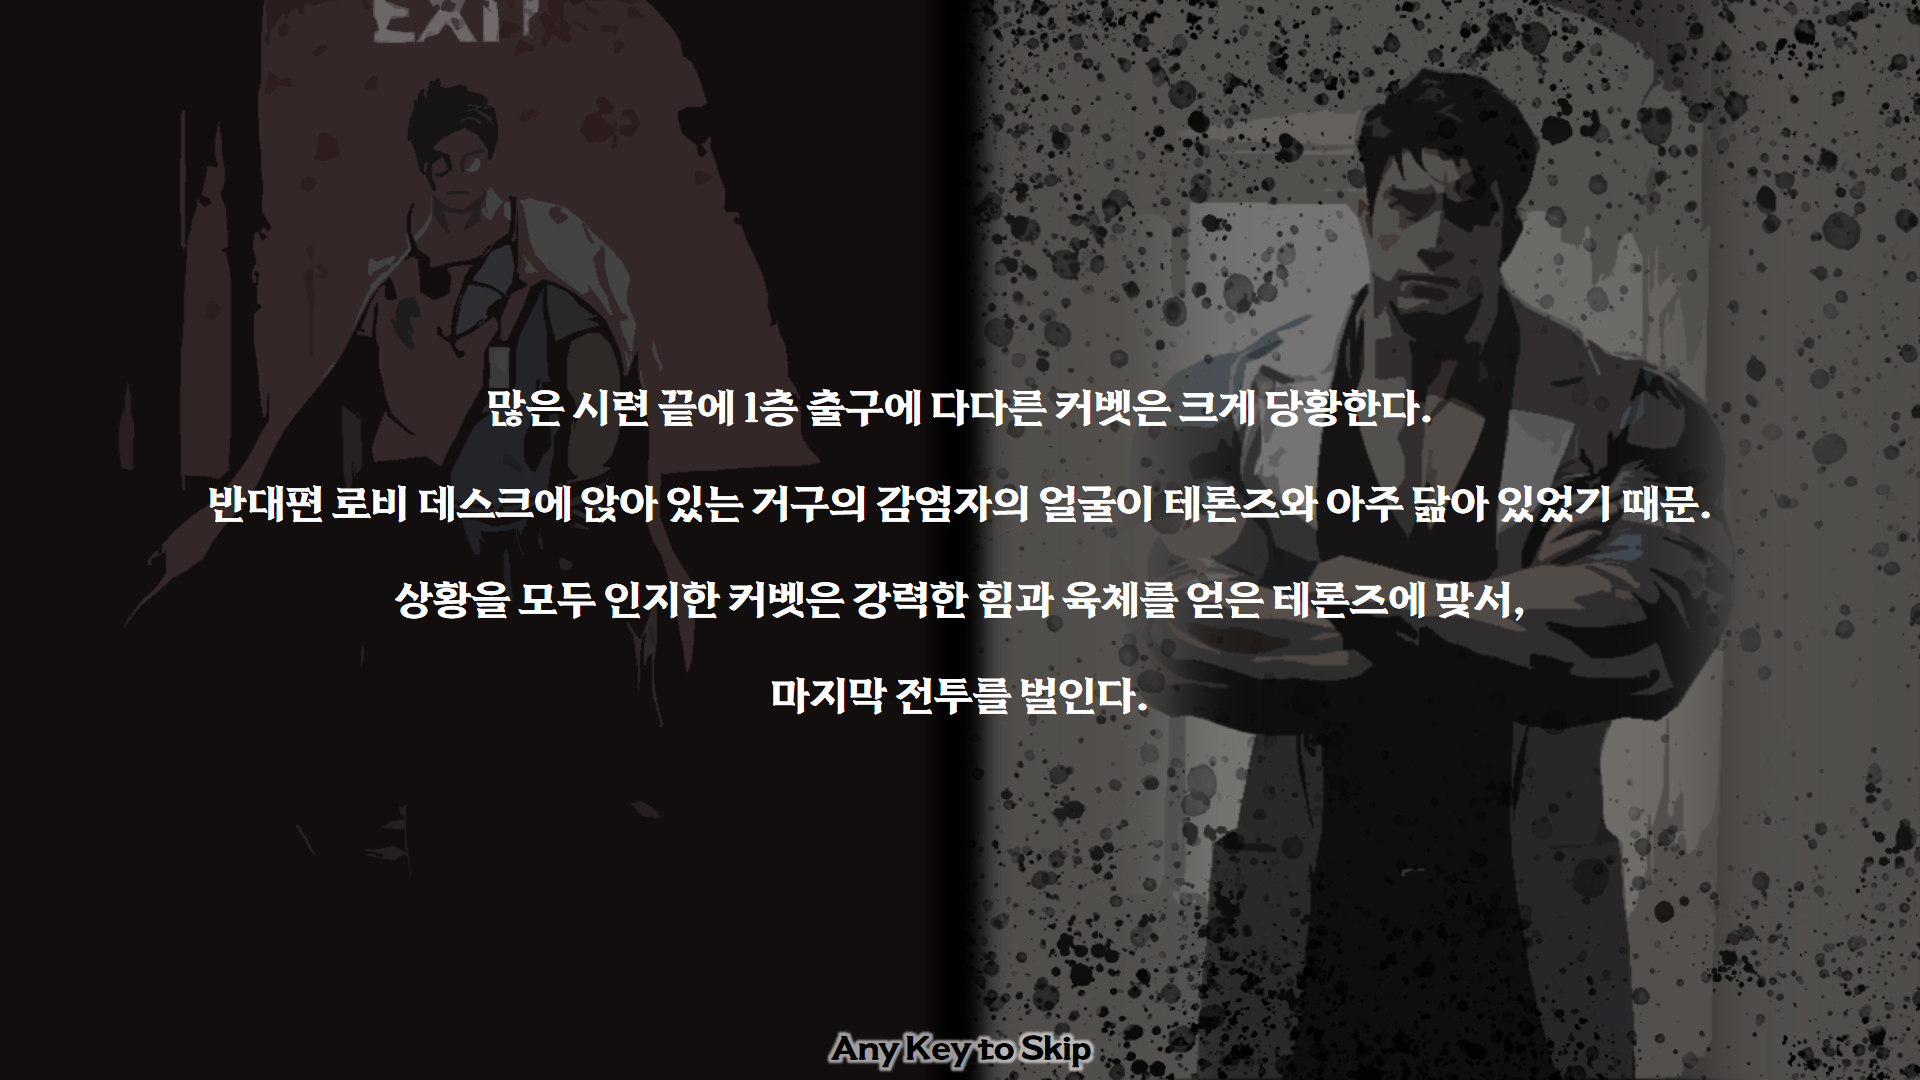 EXIT
많은 시련 끝에 1층 출구에 다다른 커벳은 크게 당황한다.
반대편 로비 데스크에 앉아 있는 거구의 감염자의 얼굴이 테론즈와 아주 닮아 있었기 때문.
상황을 모두 인지한 커벳은 강력한 힘과 육체를 얻은 테론즈에 맞서,
마지막 전투를 벌인다.
Any Key to Skip